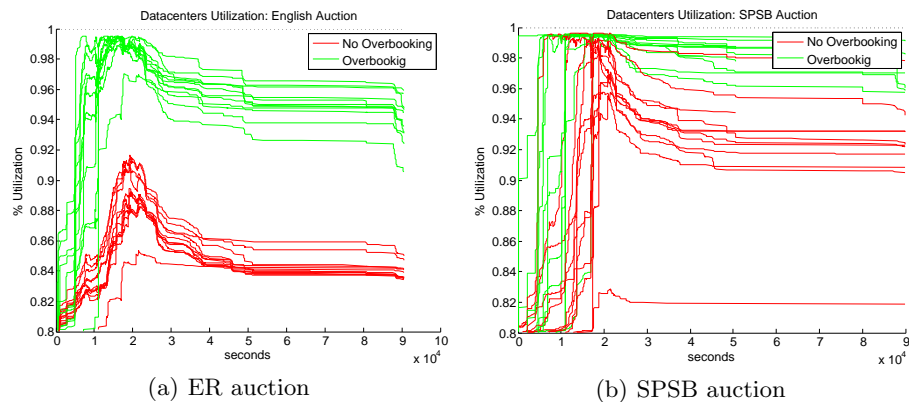 Datacenters Utilization: English Auction
1
0.98
0.96
0.94
0.92
0.9
0.88
0.86
0.84
0.82
0.8
% Utilization
No Overbooking
Overbooking
0 1 2 3 4 5 6 7 8 9 10
seconds
x 10^4
(a) ER auction
Datacenters Utilization: SPSB Auction
1
0.98
0.96
0.94
0.92
0.9
0.88
0.86
0.84
0.82
0.8
% Utilization
No Overbooking
Overbookig
0 1 2 3 4 5 6 7 8 9
seconds
x 10^4
(b) SPSB auction